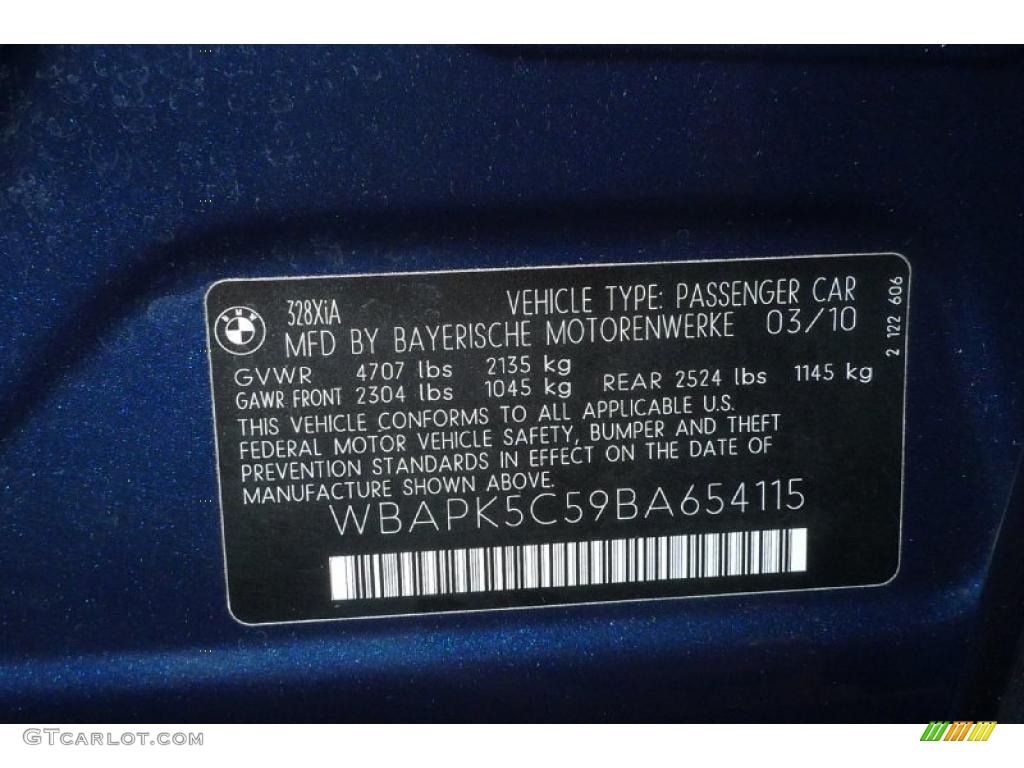 328XiA
VEHICLE TYPE: PASSENGER CAR
MFD BY BAYERISCHE MOTORENWERKE 03/10
GVWR 4707 lbs 2135 kg
GAWR FRONT 2304 lbs 1045 kg REAR 2524 lbs 1145 kg
THIS VEHICLE CONFORMS TO ALL APPLICABLE U.S.
FEDERAL MOTOR VEHICLE SAFETY, BUMPER AND THEFT
PREVENTION STANDARDS IN EFFECT ON THE DATE OF
MANUFACTURE SHOWN ABOVE.
WBAPK5C59BA654115
2 122 606
BMW
GTCARLOT.COM